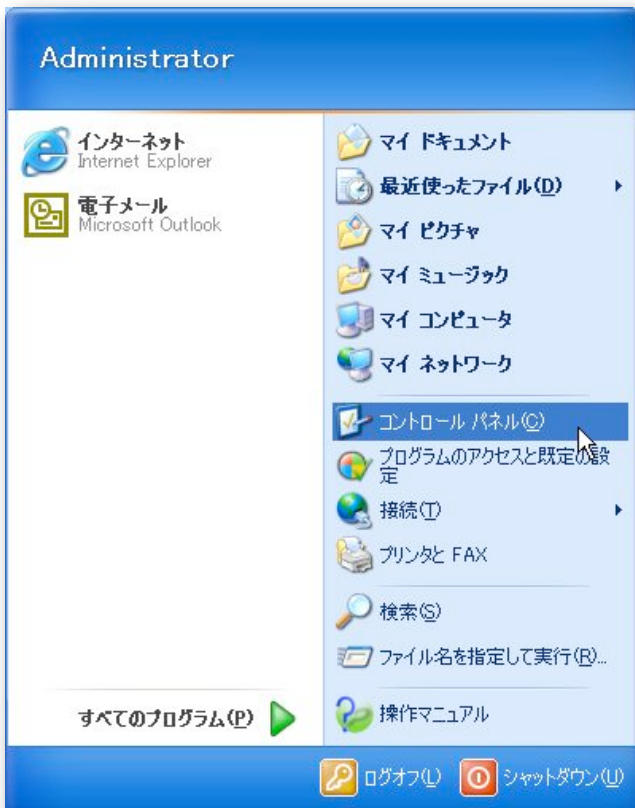 Administrator
インターネット
Internet Explorer
電子メール
Microsoft Outlook
すべてのプログラム(P)
マイ ドキュメント
最近使ったファイル(D)
マイ ピクチャ
マイ ミュージック
マイ コンピュータ
マイ ネットワーク
コントロール パネル(C)
プログラムのアクセスと既定の設
定
接続(T)
プリンタと FAX
検索(S)
ファイル名を指定して実行(R)...
操作マニュアル
ログオフ(L)
シャットダウン(U)